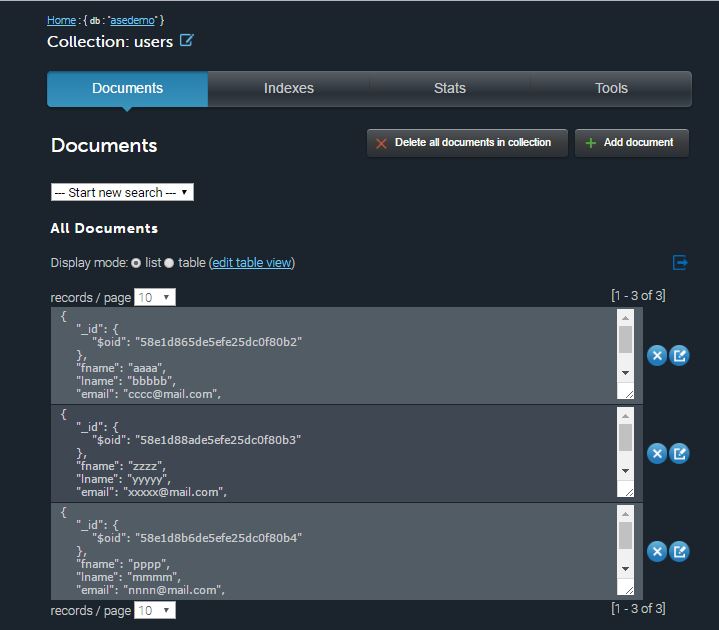 Home : { db : "asedemo" }
Collection: users
Documents Indexes Stats Tools
Documents
Delete all documents in collection
Add document
--- Start new search ---
All Documents
Display mode: list table (edit table view)
records / page 10 [1 - 3 of 3]
{
"_id": {
"$oid": "58e1d865de5efe25dc0f80b2"
},
"fname": "aaaa",
"lname": "bbbbb",
"email": "cccc@mail.com",
{
"_id": {
"$oid": "58e1d88ade5efe25dc0f80b3"
},
"fname": "zzzz",
"lname": "yyyyy",
"email": "xxxxx@mail.com",
{
"_id": {
"$oid": "58e1d8b6de5efe25dc0f80b4"
},
"fname": "pppp",
"lname": "mmmm",
"email": "nnnn@mail.com",
records / page 10 [1 - 3 of 3]